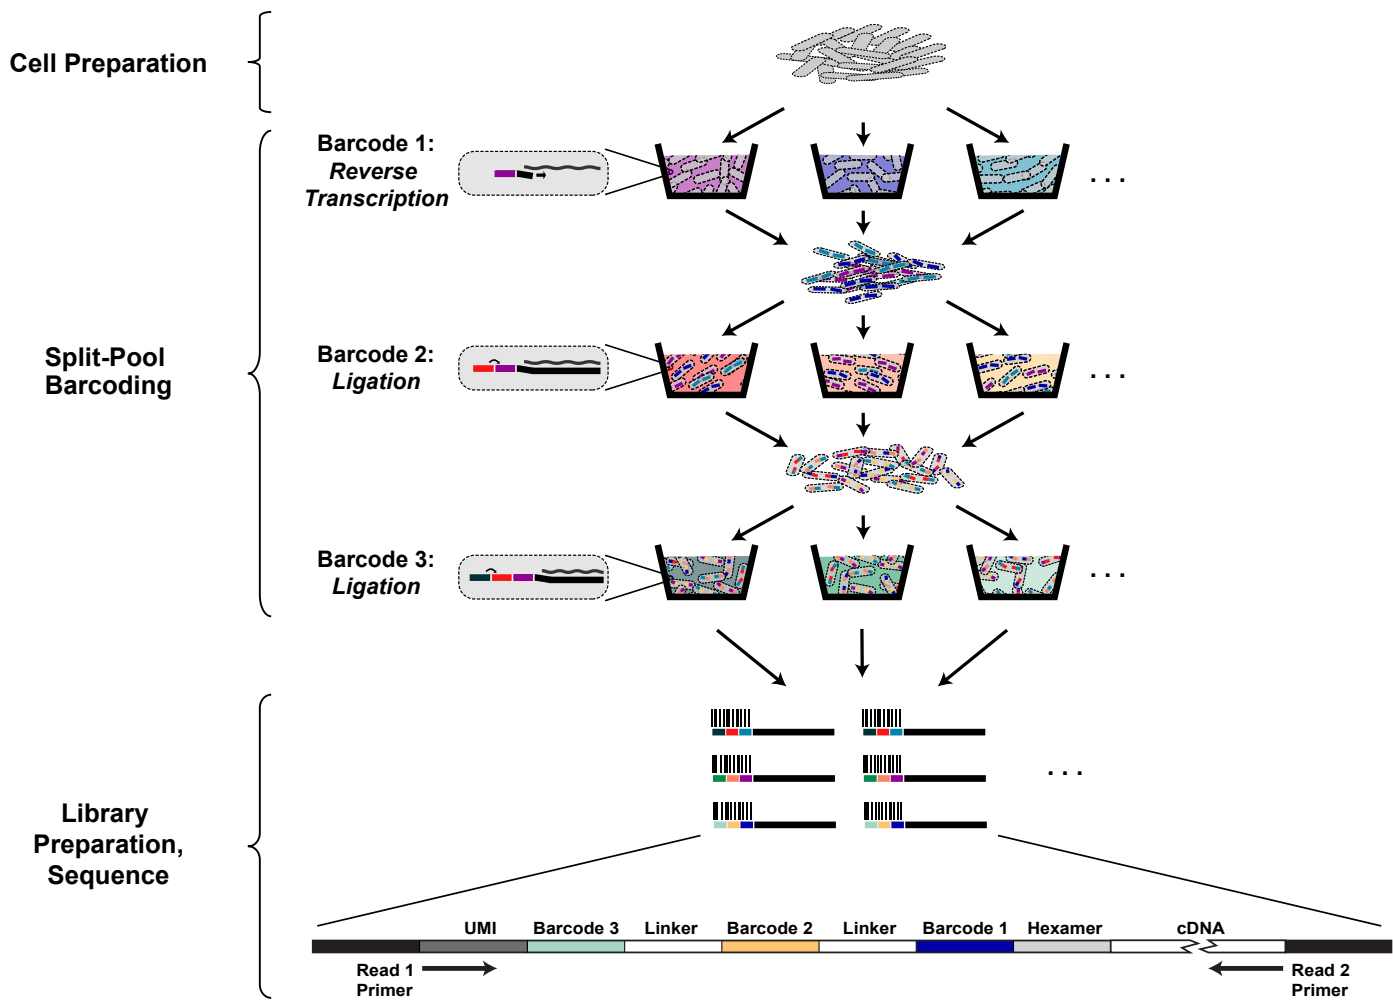 Cell Preparation
Barcode 1:
Reverse
Transcription
. . .
Split-Pool
Barcoding
Barcode 2:
Ligation
. . .
Barcode 3:
Ligation
. . .
Library
Preparation,
Sequence
. . .
UMI Barcode 3 Linker Barcode 2 Linker Barcode 1 Hexamer cDNA
Read 1
Primer
Read 2
Primer